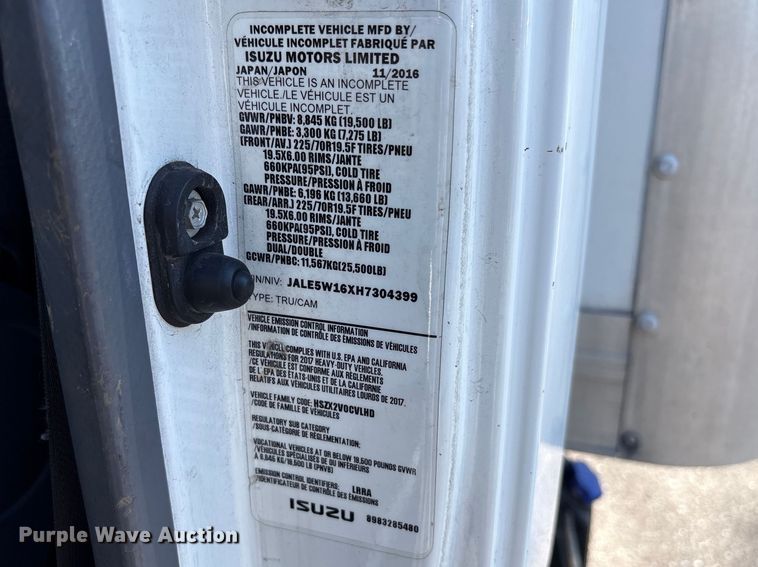 INCOMPLETE VEHICLE MFD BY/
VÉHICULE INCOMPLET FABRIQUÉ PAR
ISUZU MOTORS LIMITED
JAPAN/JAPON 11/2016
THIS VEHICLE IS AN INCOMPLETE
VEHICLE./LE VÉHICULE EST UN
VÉHICULE INCOMPLET.
GVWR/PNBV: 8,845 KG (19,500 LB)
GAWR/PNBE: 3,300 KG (7,275 LB)
(FRONT/AV.) 225/70R19.5F TIRES/PNEU
19.5X6.00 RIMS/JANTE
660KPA(95PSI), COLD TIRE
PRESSURE/PRESSION À FROID
GAWR/PNBE: 6,196 KG (13,660 LB)
(REAR/ARR.) 225/70R19.5F TIRES/PNEU
19.5X6.00 RIMS/JANTE
660KPA(95PSI), COLD TIRE
PRESSURE/PRESSION À FROID
DUAL/DOUBLE
GCWR/PNBC: 11,567KG(25,500LB)
IN/NIV: JALE5W16XH7304399
TYPE: TRU/CAM
VEHICLE EMISSION CONTROL INFORMATION
/INFORMATION DE CONTRÔLE DES ÉMISSIONS DE VÉHICULES
THIS VEHICLE COMPLIES WITH U.S. EPA AND CALIFORNIA
REGULATIONS FOR 2017 HEAVY-DUTY VEHICLES.
/CE VÉHICULE EST CONFORME AUX RÈGLEMENTS
DE L'EPA DES ÉTATS-UNIS ET DE LA CALIFORNIE
RELATIFS AUX VÉHICULES UTILITAIRES LOURDS DE 2017.
VEHICLE FAMILY CODE: HSZX2VOCVLHD
/CODE DE FAMILLE DE VÉHICULES
REGULATORY SUB CATEGORY
/SOUS-CATÉGORIE DE RÉGLEMENTATION:
VOCATIONAL VEHICLES AT OR BELOW 19,500 POUNDS GVWR
/VÉHICULES SPÉCIALISÉS DE OU INFÉRIEURS
À 8,845 KG/19,500 LB (PNVB)
EMISSION CONTROL IDENTIFIERS: LRRA
/IDENTIFICATEUR DE CONTRÔLE DES ÉMISSIONS
ISUZU 8983285480
Purple Wave Auction